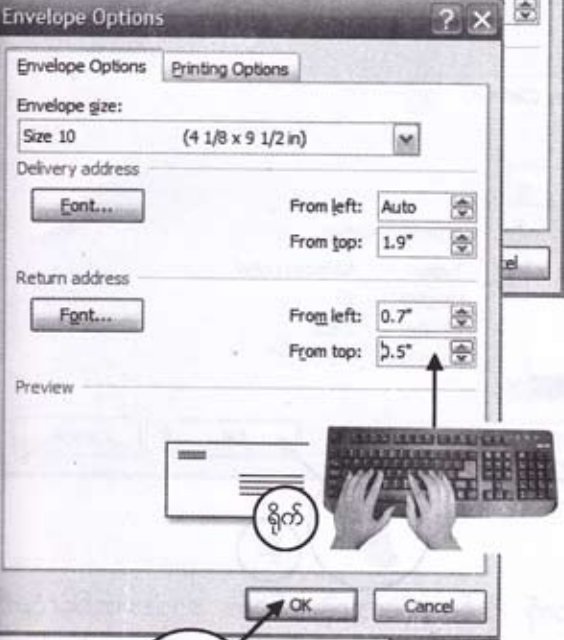 Envelope Options
Envelope Options Printing Options
Envelope size:
Size 10 (4 1/8 x 9 1/2 in)
Delivery address
Font... From left: Auto
From top: 1.9"
Return address
Font... From left: 0.7"
From top: 0.5"
Preview
ရိုက်
OK Cancel